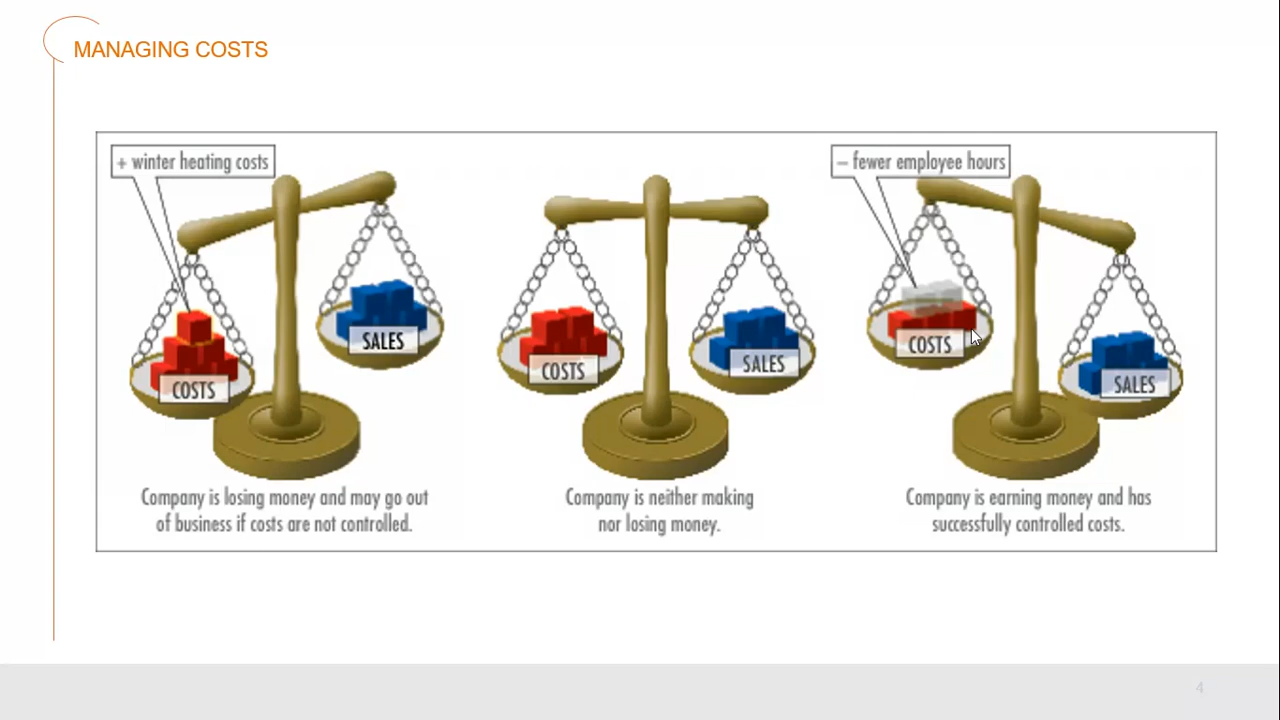 MANAGING COSTS
+ winter heating costs
COSTS
SALES
Company is losing money and may go out
of business if costs are not controlled.
COSTS
SALES
Company is neither making
nor losing money.
– fewer employee hours
COSTS
SALES
Company is earning money and has
successfully controlled costs.
4